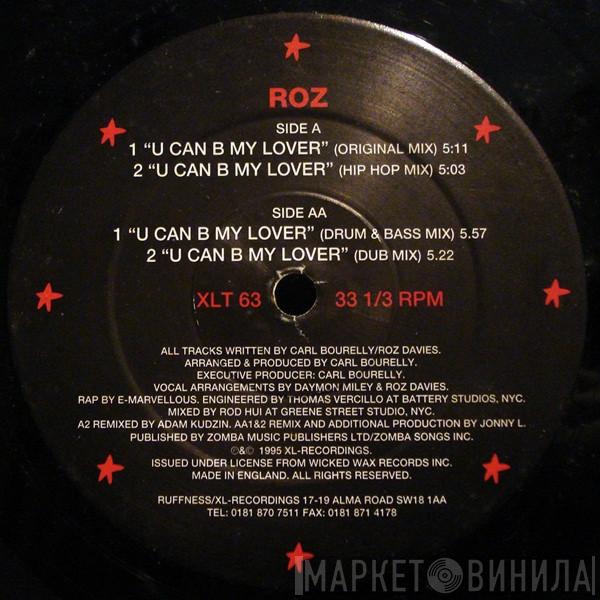 ROZ
SIDE A
1 “U CAN B MY LOVER” (ORIGINAL MIX) 5:11
2 “U CAN B MY LOVER” (HIP HOP MIX) 5:03
SIDE AA
1 “U CAN B MY LOVER” (DRUM & BASS MIX) 5.57
2 “U CAN B MY LOVER” (DUB MIX) 5.22
XLT 63 33 1/3 RPM
ALL TRACKS WRITTEN BY CARL BOURELLY/ROZ DAVIES.
ARRANGED & PRODUCED BY CARL BOURELLY.
EXECUTIVE PRODUCER: CARL BOURELLY.
VOCAL ARRANGEMENTS BY DAYMON MILEY & ROZ DAVIES.
RAP BY E-MARVELLOUS. ENGINEERED BY THOMAS VERCILLO AT BATTERY STUDIOS, NYC.
MIXED BY ROD HUI AT GREENE STREET STUDIO, NYC.
A2 REMIXED BY ADAM KUDZIN. AA1&2 REMIX AND ADDITIONAL PRODUCTION BY JONNY L.
PUBLISHED BY ZOMBA MUSIC PUBLISHERS LTD/ZOMBA SONGS INC.
℗&© 1995 XL-RECORDINGS.
ISSUED UNDER LICENSE FROM WICKED WAX RECORDS INC.
MADE IN ENGLAND. ALL RIGHTS RESERVED.
RUFFNESS/XL-RECORDINGS 17-19 ALMA ROAD SW18 1AA
TEL: 0181 870 7511 FAX: 0181 871 4178
МАРКЕТ ВИНИЛА